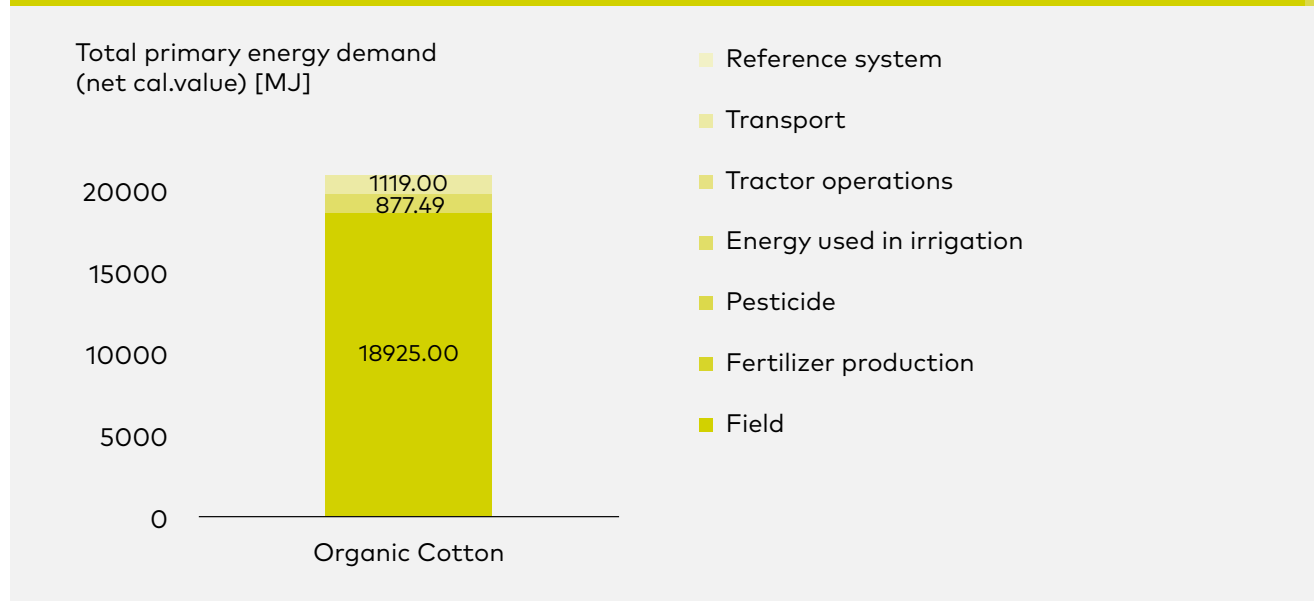 Total primary energy demand
(net cal.value) [MJ]
20000
15000
10000
5000
0
1119.00
877.49
18925.00
Organic Cotton
Reference system
Transport
Tractor operations
Energy used in irrigation
Pesticide
Fertilizer production
Field